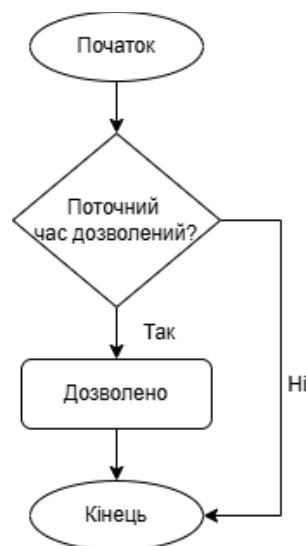 Початок
Поточний
час дозволений?
Так
Дозволено
Ні
Кінець